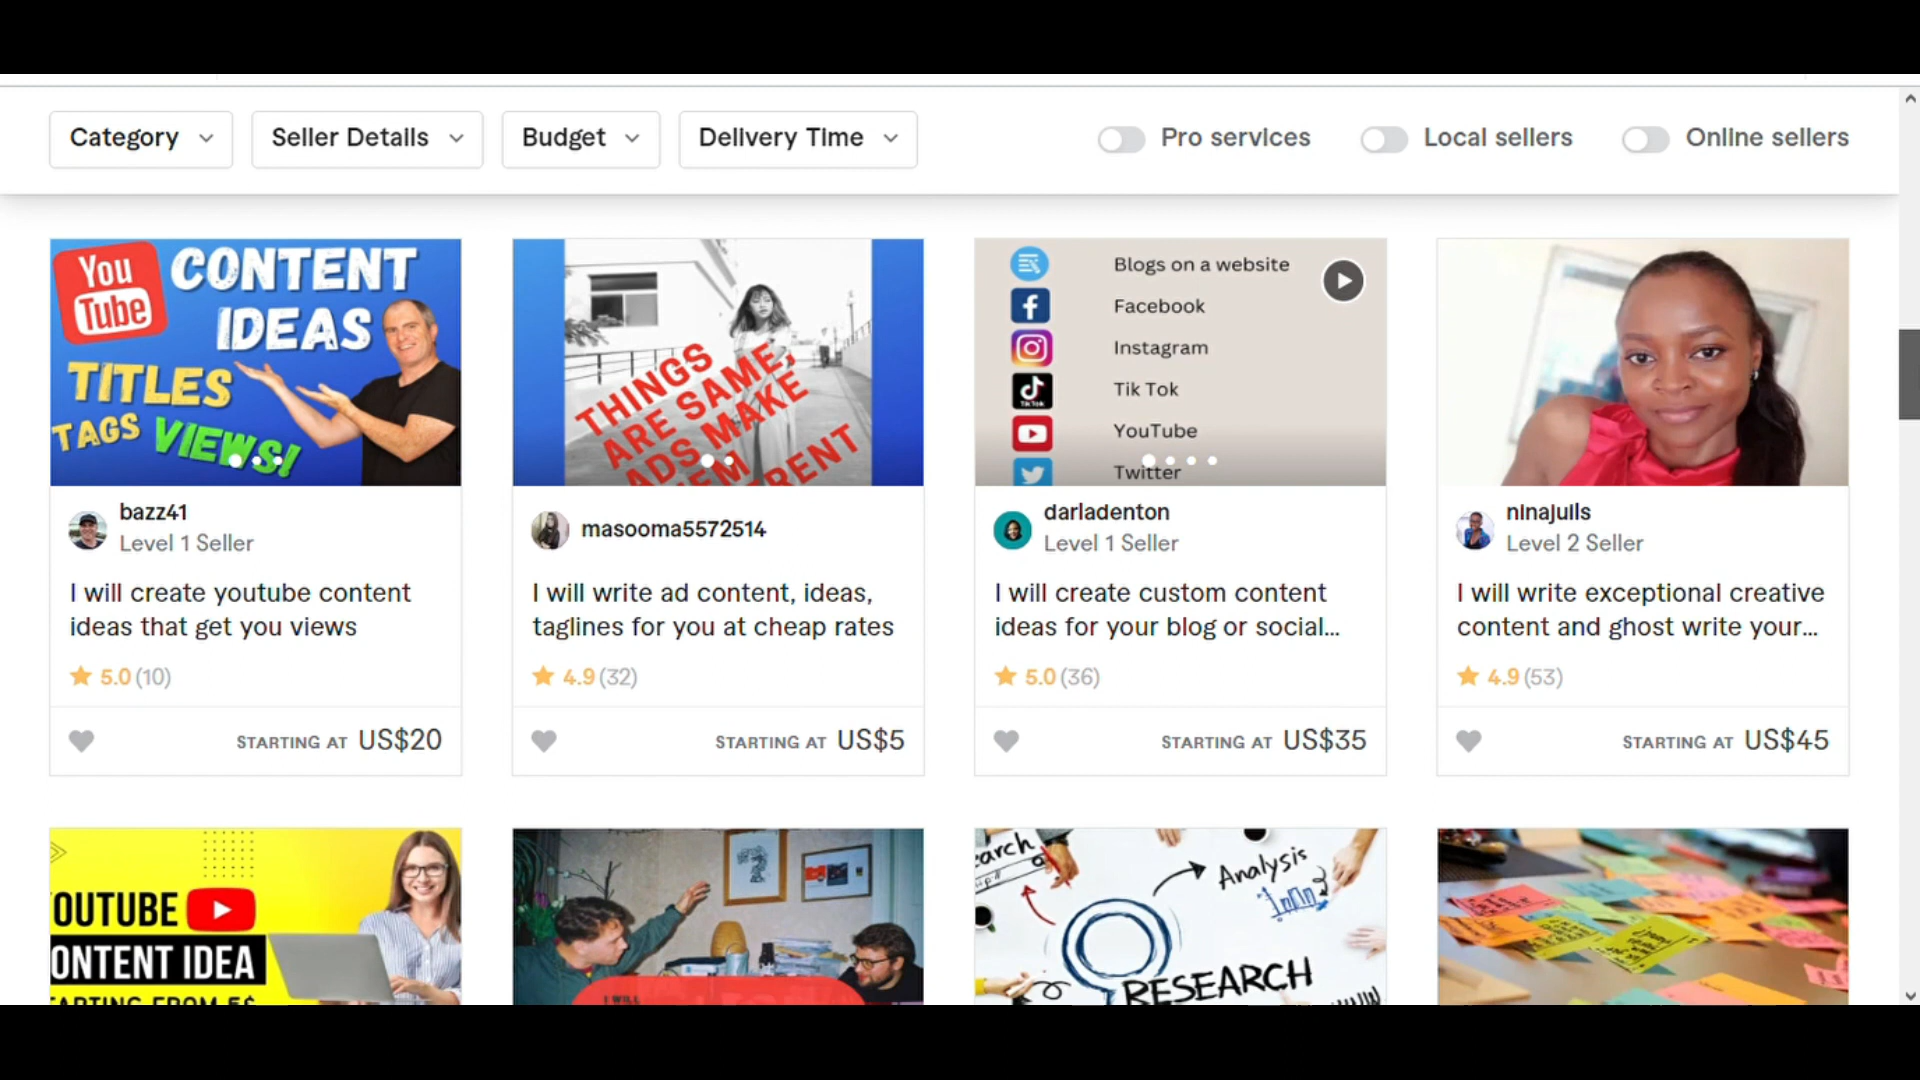 Category
Seller Details
Budget
Delivery Time
Pro services
Local sellers
Online sellers
You
Tube
CONTENT
IDEAS
TITLES
TAGS VIEWS!
THINGS
ARE SAME,
ADS MAKE
Blogs on a website
Facebook
Instagram
Tik Tok
YouTube
Twitter
bazz41
Level 1 Seller
masooma5572514
darladenton
Level 1 Seller
ninajulls
Level 2 Seller
I will create youtube content
ideas that get you views
I will write ad content, ideas,
taglines for you at cheap rates
I will create custom content
ideas for your blog or social...
I will write exceptional creative
content and ghost write your...
5.0 (10)
4.9 (32)
5.0 (36)
4.9 (53)
STARTING AT US$20
STARTING AT US$5
STARTING AT US$35
STARTING AT US$45
OUTUBE
ONTENT IDEA
TARTING FROM 5$
I WILL
earch
Analysis
RESEARCH